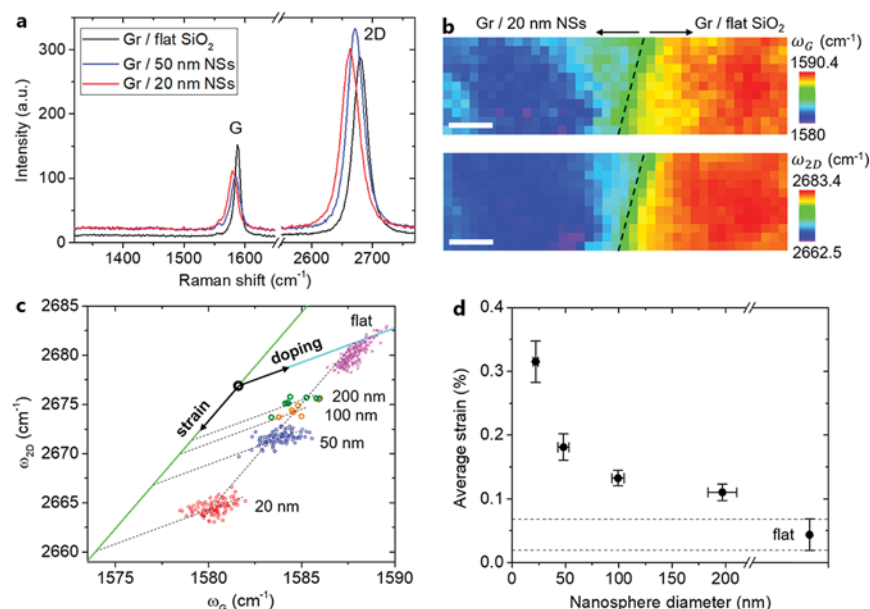 a
Gr / flat SiO₂
Gr / 50 nm NSs
Gr / 20 nm NSs
2D
G
300
200
100
0
Intensity (a.u.)
1400 1500 1600 2600 2700
Raman shift (cm⁻¹)
b
Gr / 20 nm NSs Gr / flat SiO₂
ω_G (cm⁻¹)
1590.4
1580
ω_2D (cm⁻¹)
2683.4
2662.5
c
2685
2680
2675
2670
2665
2660
ω_2D (cm⁻¹)
flat
doping
strain
200 nm
100 nm
50 nm
20 nm
1575 1580 1585 1590
ω_G (cm⁻¹)
d
0.4
0.3
0.2
0.1
0.0
Average strain (%)
flat
0 50 100 150 200
Nanosphere diameter (nm)